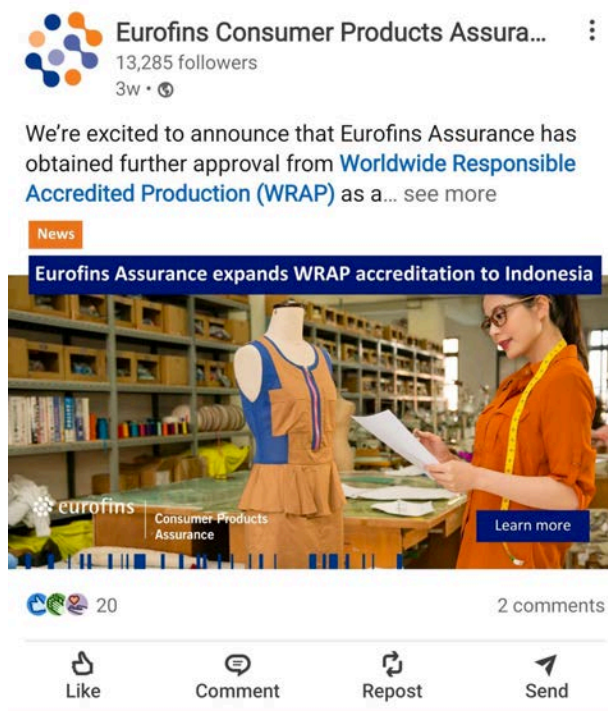 Eurofins Consumer Products Assura...
13,285 followers
3w •
We're excited to announce that Eurofins Assurance has
obtained further approval from Worldwide Responsible
Accredited Production (WRAP) as a... see more
News
Eurofins Assurance expands WRAP accreditation to Indonesia
eurofins
Consumer Products
Assurance
Learn more
20
2 comments
Like
Comment
Repost
Send